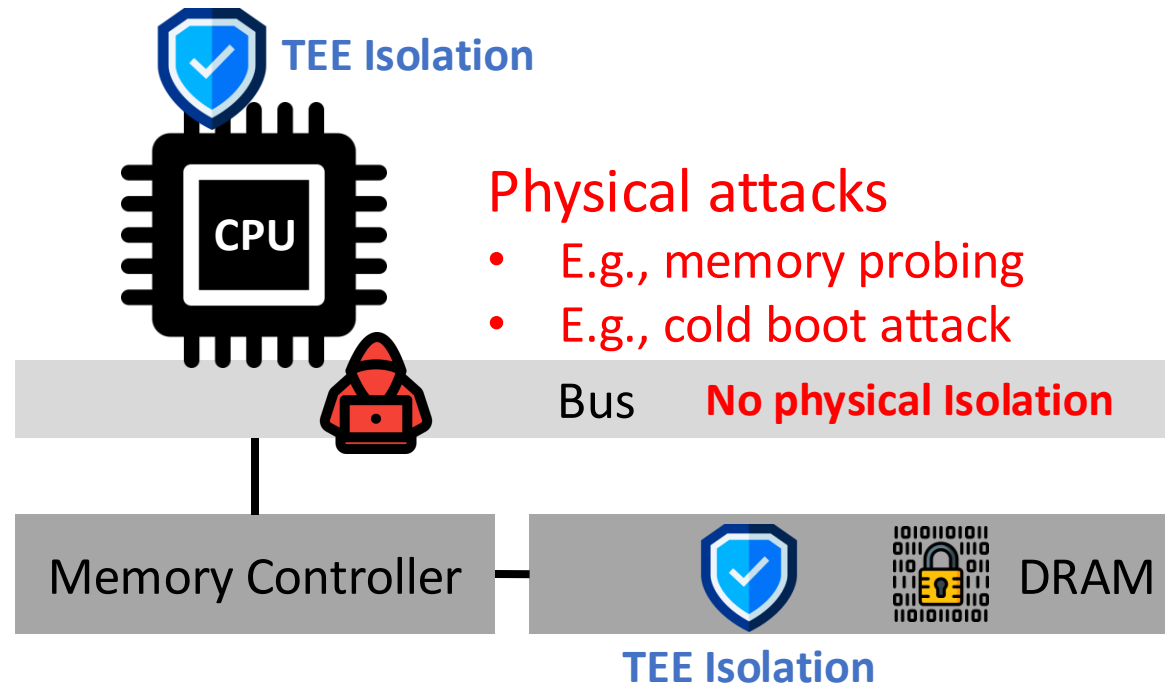 TEE Isolation
CPU
Physical attacks
• E.g., memory probing
• E.g., cold boot attack
Bus No physical Isolation
Memory Controller
1010110101I
DRAM
TEE Isolation